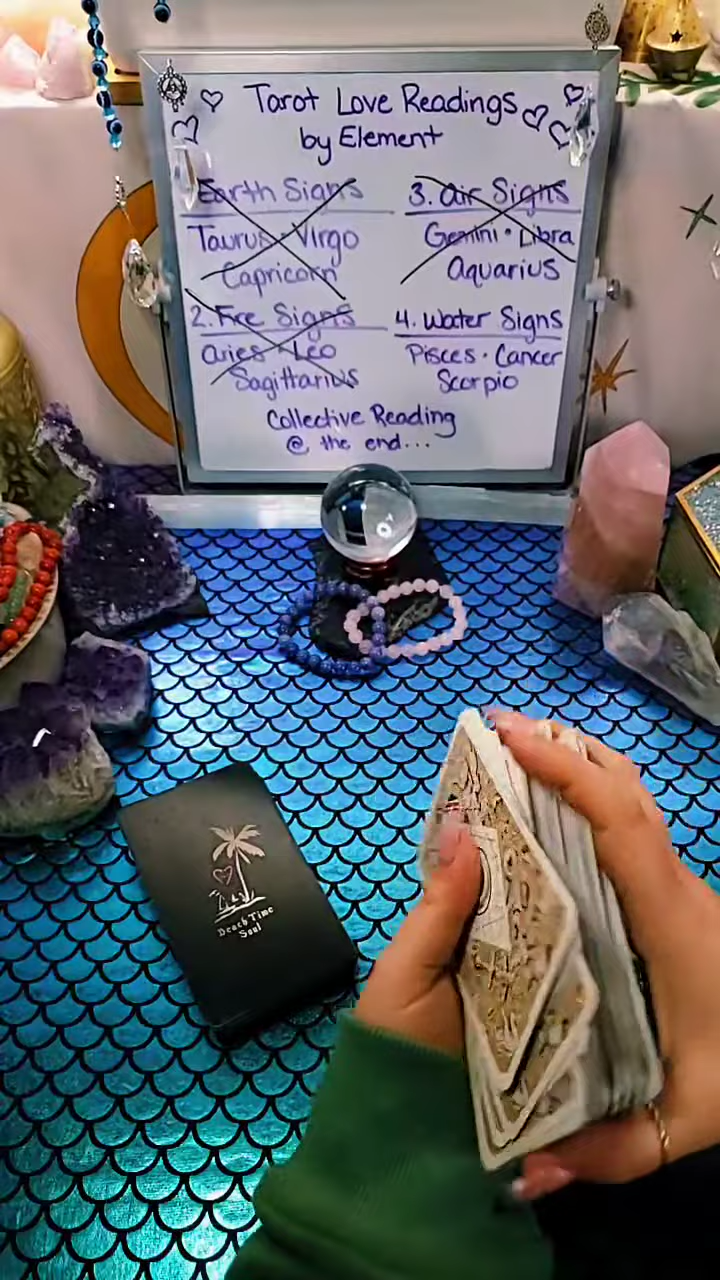 Tarot Love Readings
by Element
Earth Signs
Taurus · Virgo
Capricorn
2. Fire Signs
Aries · Leo
Sagittarius
3. Air Signs
Gemini · Libra
Aquarius
4. Water Signs
Pisces · Cancer
Scorpio
Collective Reading
@ the end...
Beach Time
Soul